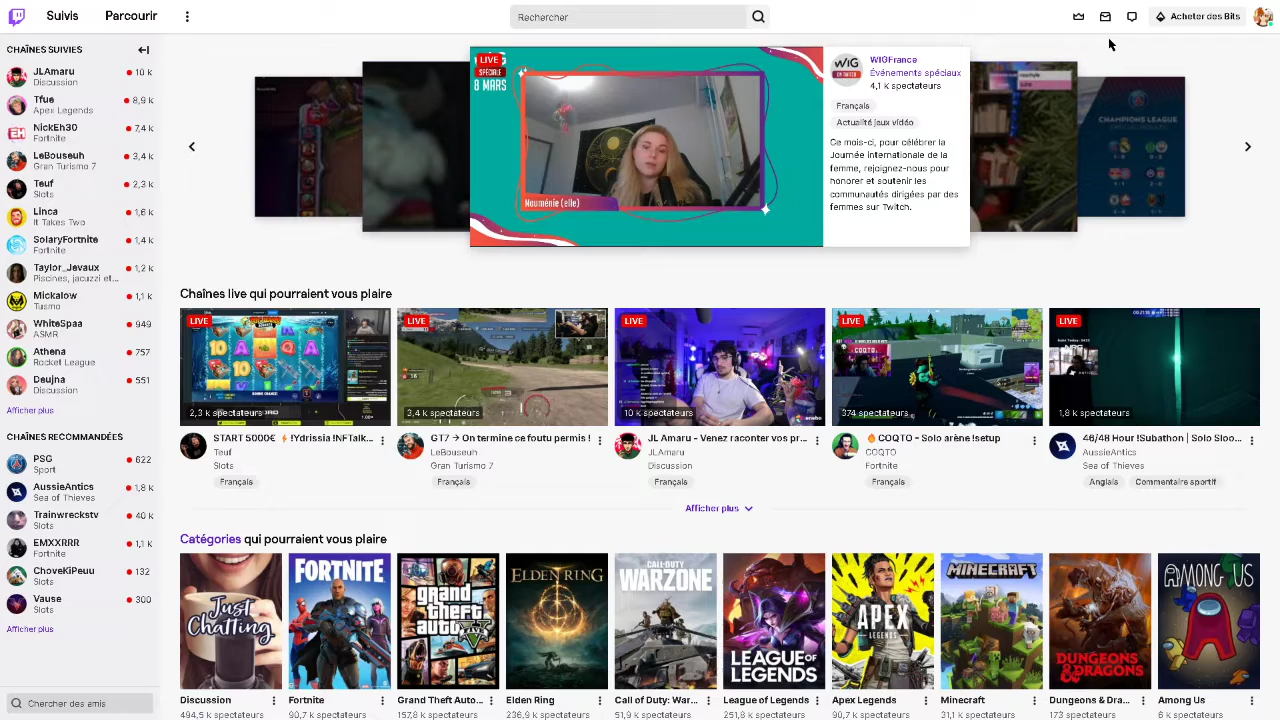 Suivis
Parcourir
Rechercher
Acheter des Bits
CHAÎNES SUIVIES
JLAmaru
10 k
Discussion
Tfue
8,9 k
Apex Legends
NickEh30
7,4 k
Fortnite
LeBouseuh
3,4 k
Gran Turismo 7
Teuf
2,3 k
Slots
Linca
1,6 k
It Takes Two
SolaryFortnite
1,4 k
Fortnite
Taylor_Jevaux
1,2 k
Piscines, jacuzzi et...
Mickalow
1,1 k
Tusmo
WhiteSpaa
949
ASMR
Athena
757
Rocket League
Deujna
551
Afficher plus
CHAÎNES RECOMMANDÉES
PSG
622
Sport
AussieAntics
1,8 k
Sea of Thieves
Trainwreckstv
40 k
Slots
EMXXRRR
1,1 k
Fortnite
ChoveKiPeuu
132
Slots
Vause
300
Slots
Afficher plus
Chercher des amis
LIVE
SPÉCIALE
8 MARS
Nouménie (elle)
WIG
WIGFrance
Événements spéciaux
4,1 k spectateurs
Français
Actualité jeux vidéo
Ce mois-ci, pour célébrer la
Journée internationale de la
femme, rejoignez-nous pour
honorer et soutenir les
communautés dirigées par des
femmes sur Twitch.
CHAMPIONS LEAGUE
Chaînes live qui pourraient vous plaire
LIVE
2,3 k spectateurs
START 5000€ ⚡ !Ydrissia !NFTalk...
Teuf
Slots
Français
LIVE
3,4 k spectateurs
GT7 → On termine ce foutu permis !
LeBouseuh
Gran Turismo 7
Français
LIVE
10 k spectateurs
JL Amaru - Venez raconter vos pr...
JLAmaru
Discussion
Français
LIVE
COQTO
374 spectateurs
🔥COQTO - Solo arène !setup
COQTO
Fortnite
Français
LIVE
1,8 k spectateurs
46/48 Hour !Subathon | Solo Sloo...
AussieAntics
Sea of Thieves
Anglais
Commentaire sportif
Afficher plus
Catégories qui pourraient vous plaire
Just
Chatting
FORTNITE
grand
theft
auto
V
ELDEN RING
CALL OF DUTY
WARZONE
LEAGUE OF
LEGENDS
APEX
LEGENDS
MINECRAFT
DUNGEONS
& DRAGONS
AMONG US
Discussion
Fortnite
Grand Theft Auto...
Elden Ring
Call of Duty: War...
League of Legends
Apex Legends
Minecraft
Dungeons & Dra...
Among Us
494,5 k spectateurs
90,7 k spectateurs
157,8 k spectateurs
226,9 k spectateurs
51,9 k spectateurs
251,8 k spectateurs
90,7 k spectateurs
31,1 k spectateurs
173 spectateurs
6 k spectateurs